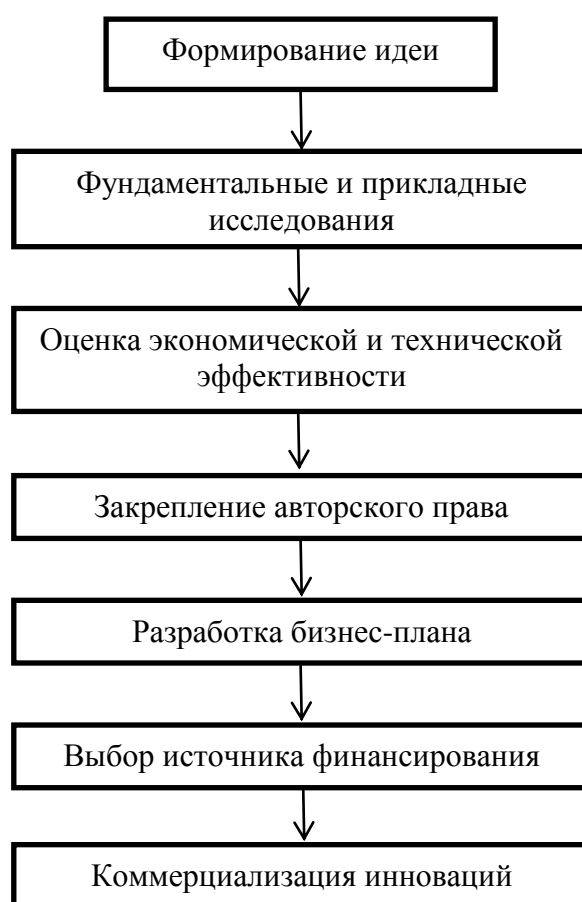 Формирование идеи
Фундаментальные и прикладные
исследования
Оценка экономической и технической
эффективности
Закрепление авторского права
Разработка бизнес-плана
Выбор источника финансирования
Коммерциализация инноваций